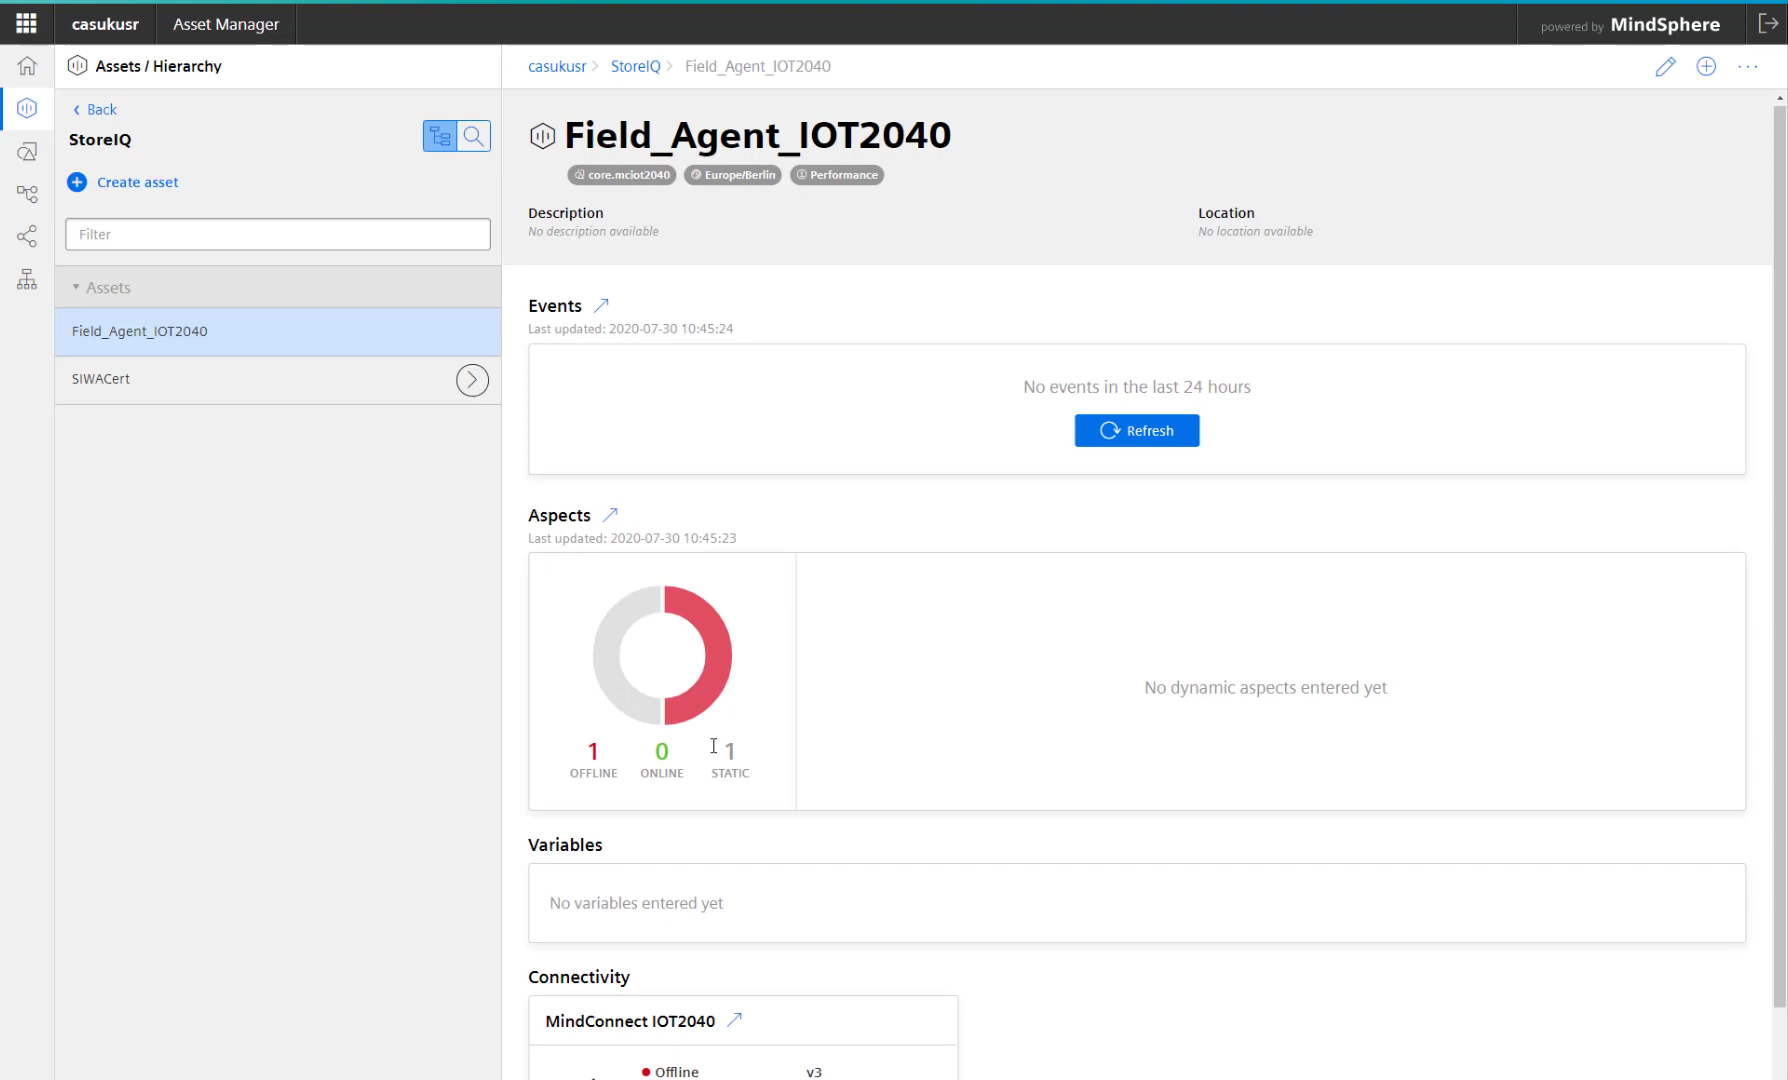 casukusr
Asset Manager
powered by MindSphere
Assets / Hierarchy
casukusr
StoreIQ
Field_Agent_IOT2040
Back
StoreIQ
Create asset
Filter
Assets
Field_Agent_IOT2040
SIWACert
Field_Agent_IOT2040
core.mciot2040
Europe/Berlin
Performance
Description
No description available
Location
No location available
Events
Last updated: 2020-07-30 10:45:24
No events in the last 24 hours
Refresh
Aspects
Last updated: 2020-07-30 10:45:23
1 0 1
OFFLINE ONLINE STATIC
No dynamic aspects entered yet
Variables
No variables entered yet
Connectivity
MindConnect IOT2040
Offline
v3